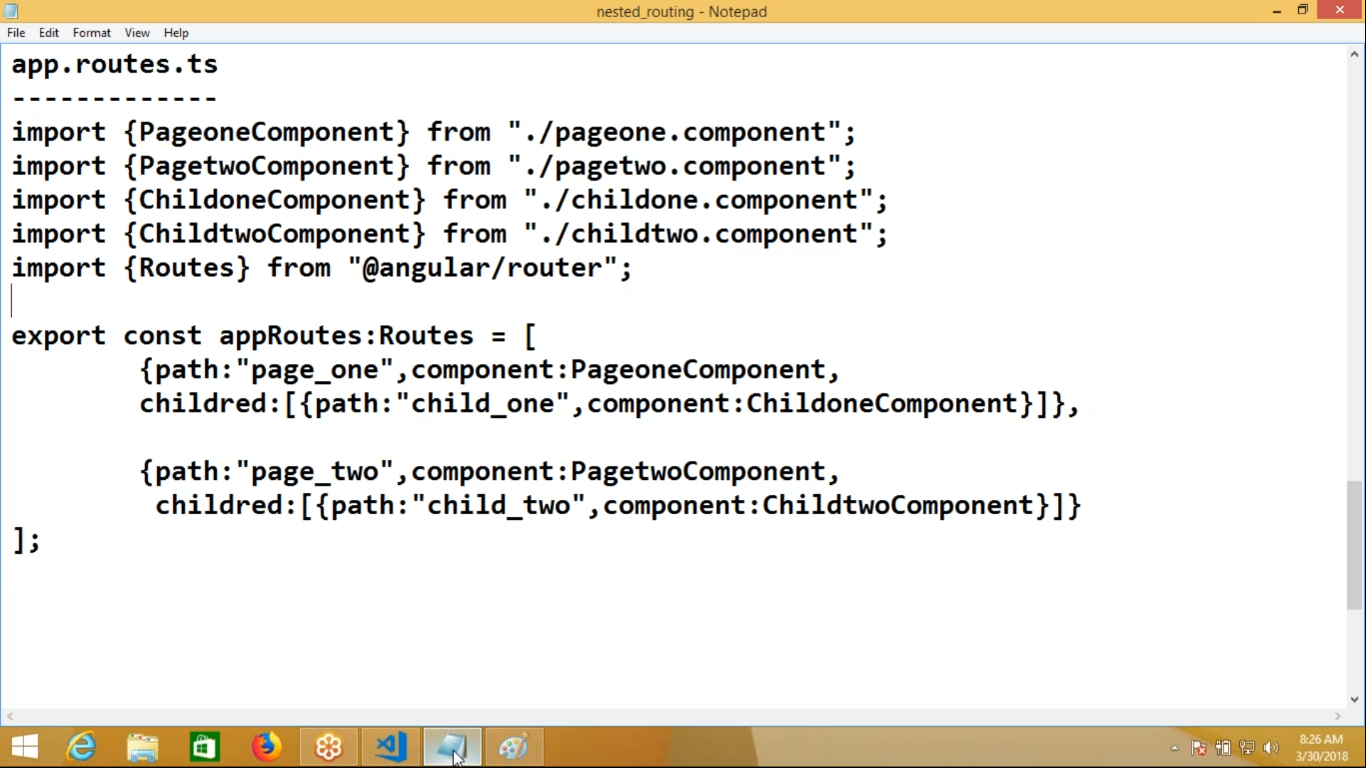 nested_routing - Notepad
File Edit Format View Help
app.routes.ts
-------------
import {PageoneComponent} from "./pageone.component";
import {PagetwoComponent} from "./pagetwo.component";
import {ChildoneComponent} from "./childone.component";
import {ChildtwoComponent} from "./childtwo.component";
import {Routes} from "@angular/router";
export const appRoutes:Routes = [
{path:"page_one",component:PageoneComponent,
childred:[{path:"child_one",component:ChildoneComponent}]},
{path:"page_two",component:PagetwoComponent,
childred:[{path:"child_two",component:ChildtwoComponent}]}
];
8:26 AM
3/30/2018